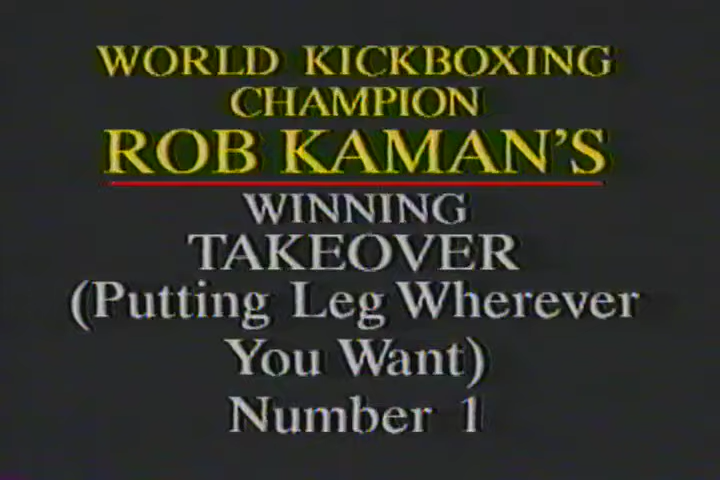 WORLD KICKBOXING
CHAMPION
ROB KAMAN'S
WINNING
TAKEOVER
(Putting Leg Wherever
You Want)
Number 1